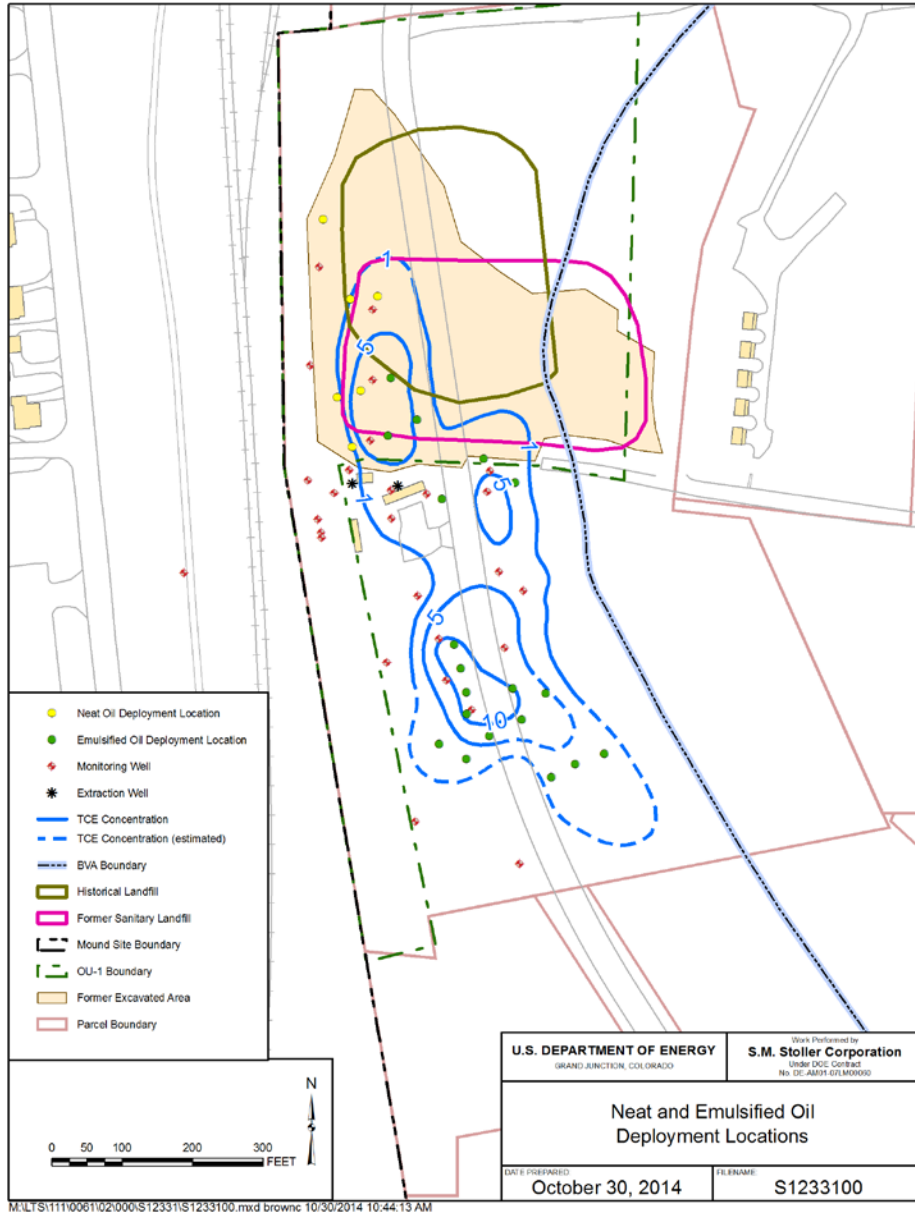 1
5
1
1
5
5
10
Neat Oil Deployment Location
Emulsified Oil Deployment Location
Monitoring Well
Extraction Well
TCE Concentration
TCE Concentration (estimated)
BVA Boundary
Historical Landfill
Former Sanitary Landfill
Mound Site Boundary
OU-1 Boundary
Former Excavated Area
Parcel Boundary
N
0 50 100 200 300
FEET
U.S. DEPARTMENT OF ENERGY
GRAND JUNCTION, COLORADO
Work Performed by
S.M. Stoller Corporation
Under DOE Contract
No. DE-AM01-07LM00060
Neat and Emulsified Oil
Deployment Locations
DATE PREPARED:
October 30, 2014
FILENAME:
S1233100
M:\LTS\111\0061\02\000\S12331\S1233100.mxd brownc 10/30/2014 10:44:13 AM